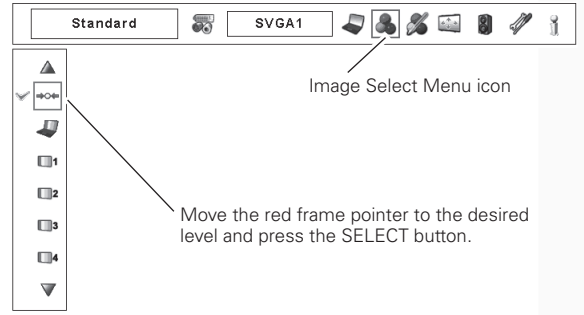 Standard SVGA1
Image Select Menu icon
1
2
3
4
Move the red frame pointer to the desired
level and press the SELECT button.